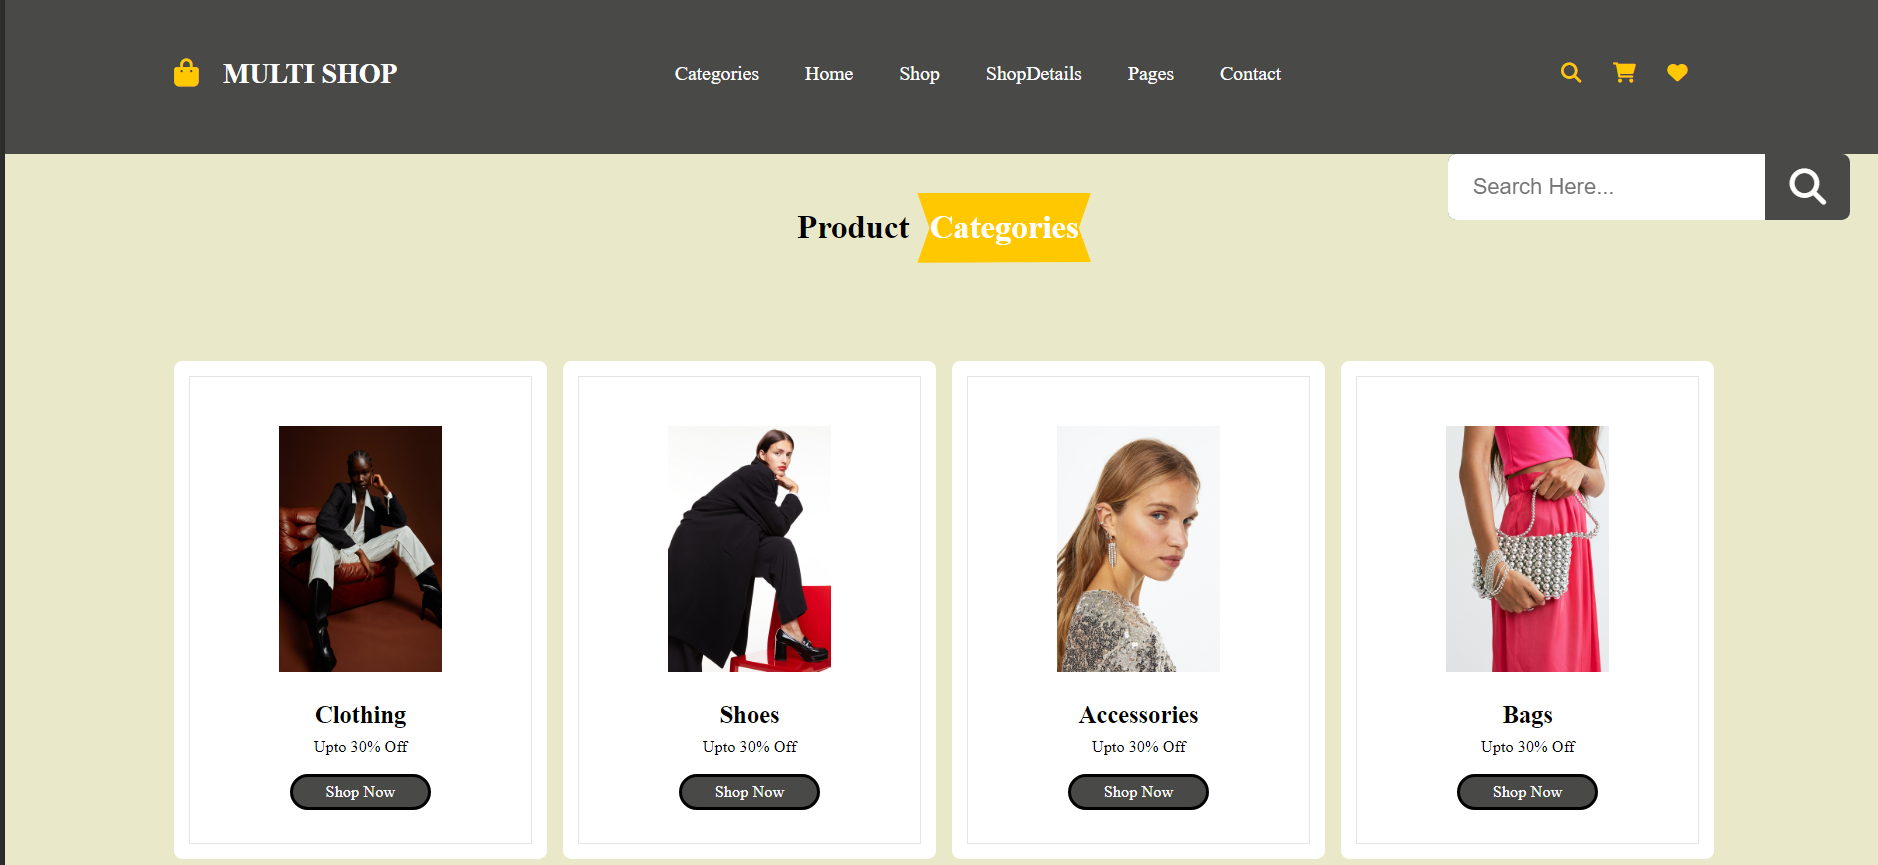 MULTI SHOP
Categories Home Shop ShopDetails Pages Contact
Search Here...
Product Categories
Clothing
Upto 30% Off
Shop Now
Shoes
Upto 30% Off
Shop Now
Accessories
Upto 30% Off
Shop Now
Bags
Upto 30% Off
Shop Now